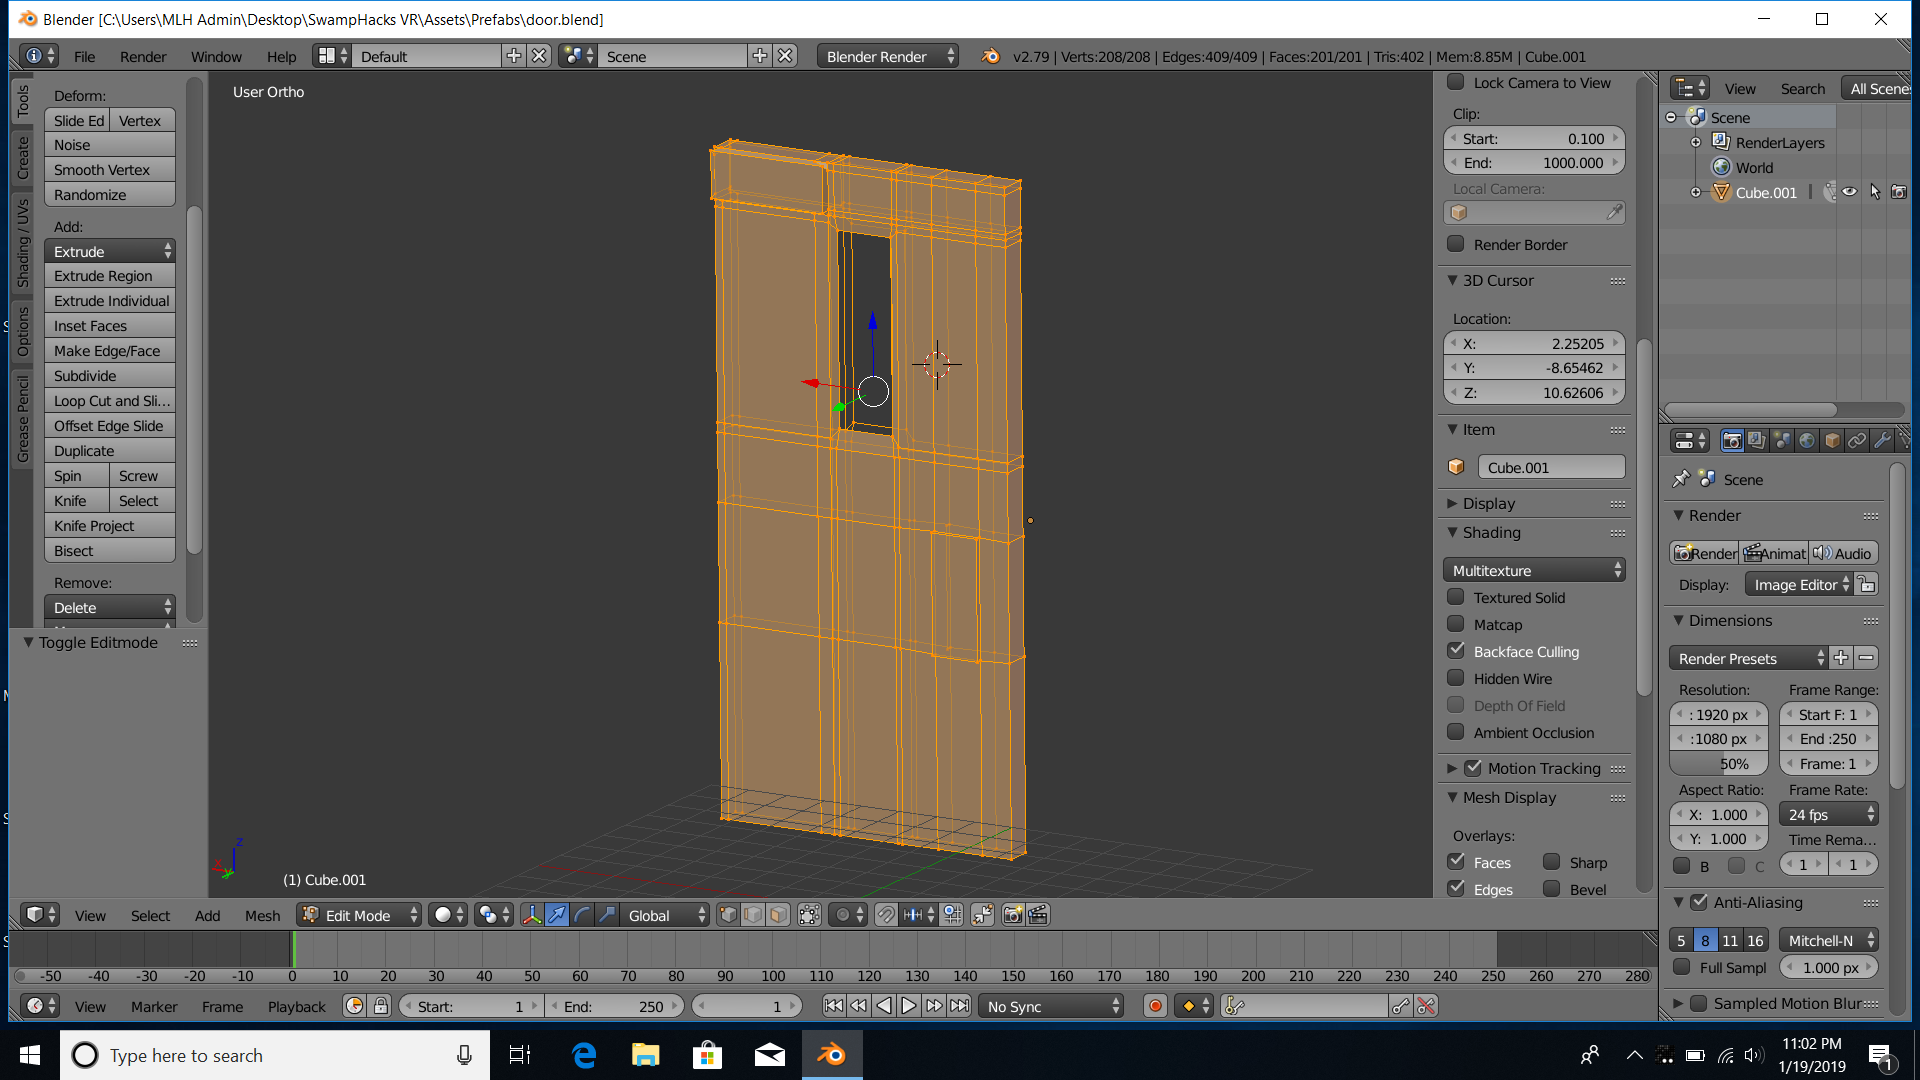 Blender [C:\Users\MLH Admin\Desktop\SwampHacks VR\Assets\Prefabs\door.blend]
File Render Window Help Default Scene Blender Render v2.79 | Verts:208/208 | Edges:409/409 | Faces:201/201 | Tris:402 | Mem:8.85M | Cube.001
Tools
Create
Shading / UVs
Options
Grease Pencil
Deform:
Slide Ed Vertex
Noise
Smooth Vertex
Randomize
Add:
Extrude
Extrude Region
Extrude Individual
Inset Faces
Make Edge/Face
Subdivide
Loop Cut and Sli...
Offset Edge Slide
Duplicate
Spin Screw
Knife Select
Knife Project
Bisect
Remove:
Delete
Toggle Editmode
User Ortho
(1) Cube.001
Lock Camera to View
Clip:
Start: 0.100
End: 1000.000
Local Camera:
Render Border
3D Cursor
Location:
X: 2.25205
Y: -8.65462
Z: 10.62606
Item
Cube.001
Display
Shading
Multitexture
Textured Solid
Matcap
Backface Culling
Hidden Wire
Depth Of Field
Ambient Occlusion
Motion Tracking
Mesh Display
Overlays:
Faces Sharp
Edges Bevel
View Search All Scene
Scene
RenderLayers
World
Cube.001
Scene
Render
Render Animat Audio
Display: Image Editor
Dimensions
Render Presets
Resolution: Frame Range:
: 1920 px Start F: 1
:1080 px End :250
50% Frame: 1
Aspect Ratio: Frame Rate:
X: 1.000 24 fps
Y: 1.000 Time Rema...
B C 1 1
Anti-Aliasing
5 8 11 16 Mitchell-N
Full Sampl 1.000 px
Sampled Motion Blur
View Select Add Mesh Edit Mode Global
-50 -40 -30 -20 -10 0 10 20 30 40 50 60 70 80 90 100 110 120 130 140 150 160 170 180 190 200 210 220 230 240 250 260 270 280
View Marker Frame Playback Start: 1 End: 250 1 No Sync
Type here to search
11:02 PM
1/19/2019
1